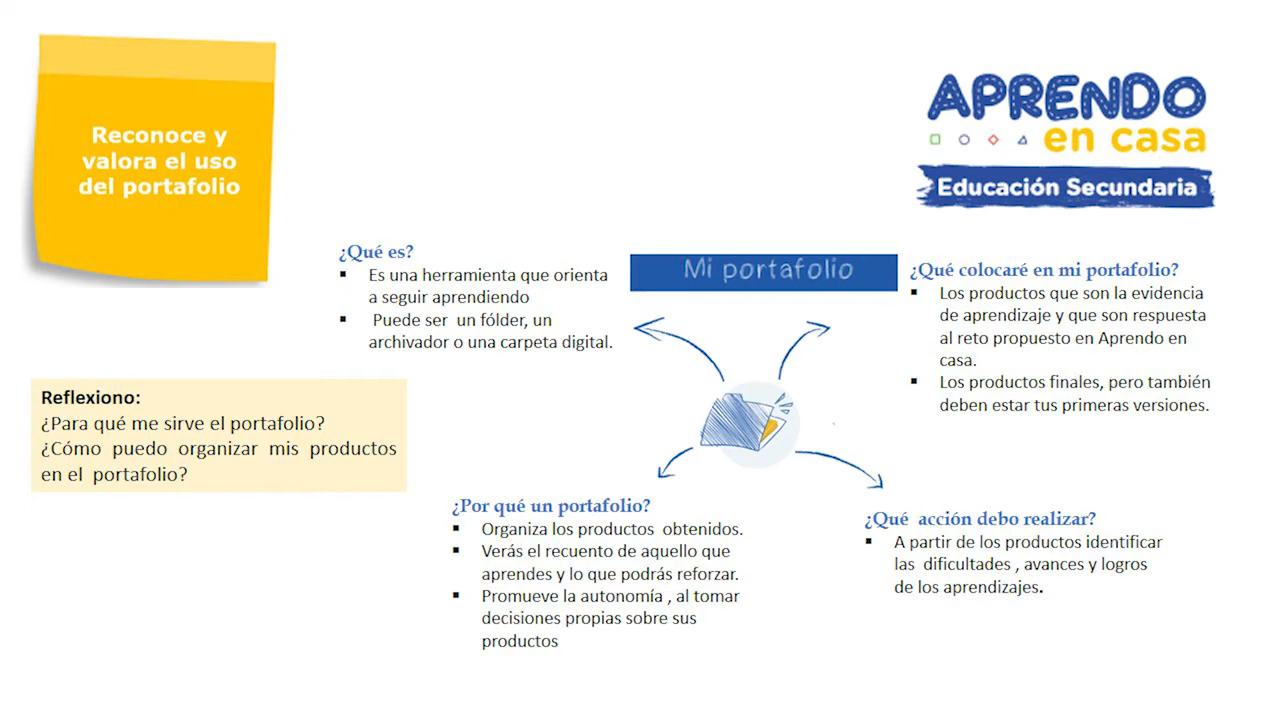 Reconoce y
valora el uso
del portafolio
APRENDO
en casa
Educación Secundaria
Mi portafolio
¿Qué es?
▪ Es una herramienta que orienta
a seguir aprendiendo
▪ Puede ser un fólder, un
archivador o una carpeta digital.
¿Qué colocaré en mi portafolio?
▪ Los productos que son la evidencia
de aprendizaje y que son respuesta
al reto propuesto en Aprendo en
casa.
▪ Los productos finales, pero también
deben estar tus primeras versiones.
Reflexiono:
¿Para qué me sirve el portafolio?
¿Cómo puedo organizar mis productos
en el portafolio?
¿Por qué un portafolio?
▪ Organiza los productos obtenidos.
▪ Verás el recuento de aquello que
aprendes y lo que podrás reforzar.
▪ Promueve la autonomía , al tomar
decisiones propias sobre sus
productos
¿Qué acción debo realizar?
▪ A partir de los productos identificar
las dificultades , avances y logros
de los aprendizajes.